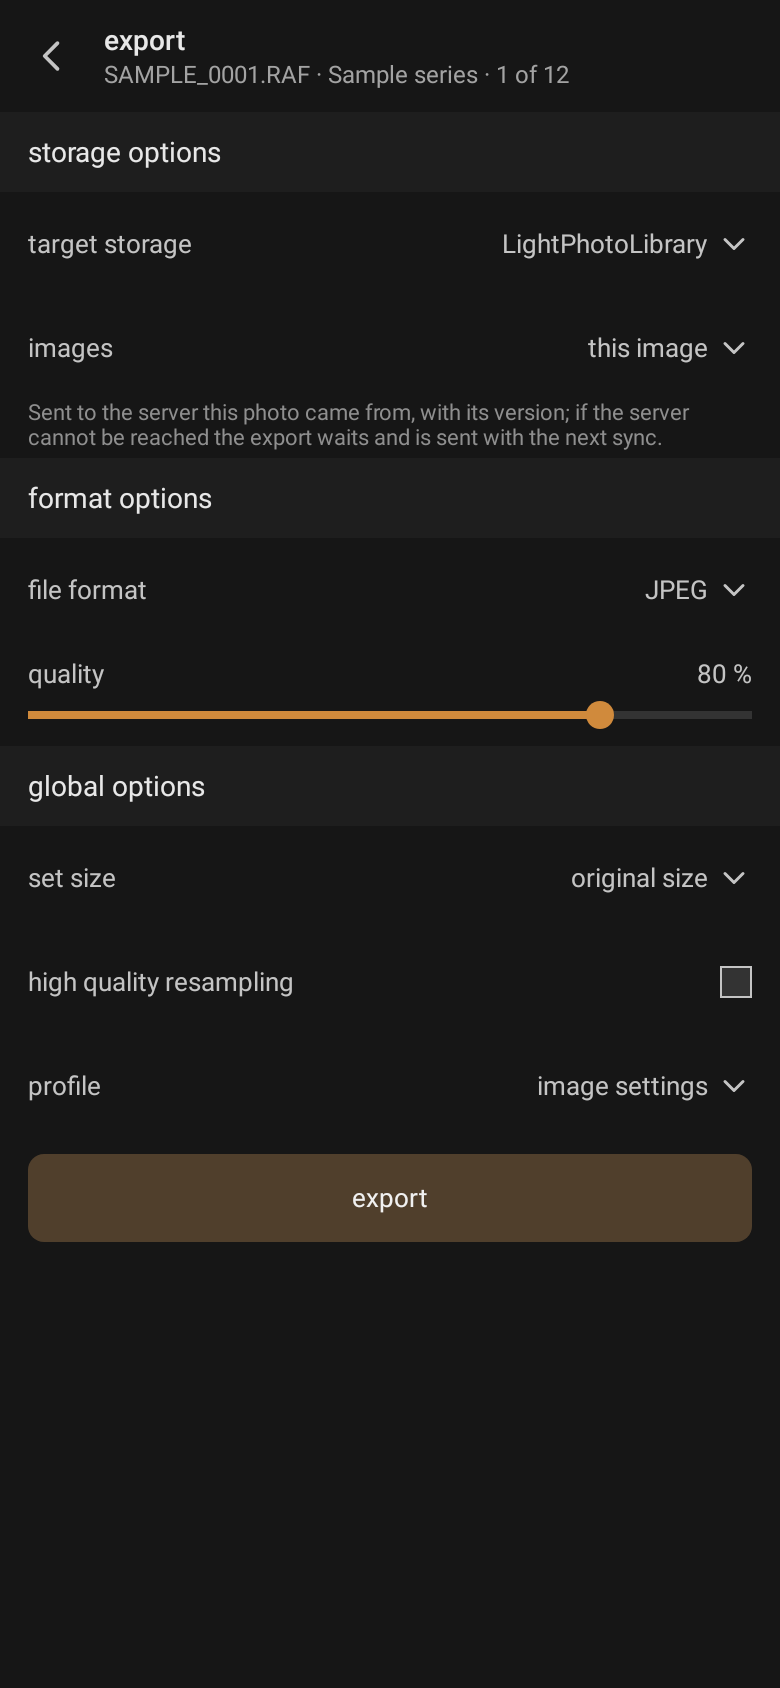 export
SAMPLE_0001.RAF · Sample series · 1 of 12
storage options
target storage LightPhotoLibrary
images this image
Sent to the server this photo came from, with its version; if the server
cannot be reached the export waits and is sent with the next sync.
format options
file format JPEG
quality 80 %
global options
set size original size
high quality resampling
profile image settings
export